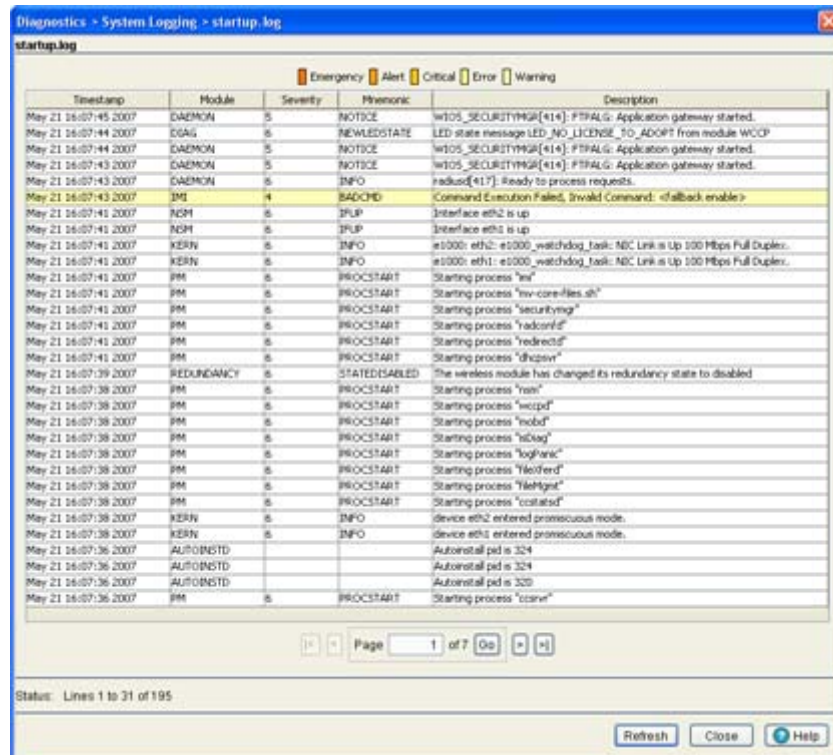 Diagnostics > System Logging > startup.log
startup.log
Emergency Alert Critical Error Warning
Timestamp Module Severity Mnemonic Description
May 21 16:07:45 2007 DAEMON 5 NOTICE WIOS_SECURITYMGR[414]: FTPALG: Application gateway started.
May 21 16:07:44 2007 DIAG 6 NEWLEDSTATE LED state message LED_NO_LICENSE_TO_ADOPT from module WCCP
May 21 16:07:44 2007 DAEMON 5 NOTICE WIOS_SECURITYMGR[414]: FTPALG: Application gateway started.
May 21 16:07:43 2007 DAEMON 5 NOTICE WIOS_SECURITYMGR[414]: FTPALG: Application gateway started.
May 21 16:07:43 2007 DAEMON 6 INFO radiusd[417]: Ready to process requests.
May 21 16:07:43 2007 IMI 4 BADCMD Command Execution Failed, Invalid Command: <fallback enable>
May 21 16:07:41 2007 NSM 6 IFUP Interface eth2 is up
May 21 16:07:41 2007 NSM 6 IFUP Interface eth1 is up
May 21 16:07:41 2007 KERN 6 INFO e1000: eth2: e1000_watchdog_task: NIC Link is Up 100 Mbps Full Duplex.
May 21 16:07:41 2007 KERN 6 INFO e1000: eth1: e1000_watchdog_task: NIC Link is Up 100 Mbps Full Duplex.
May 21 16:07:41 2007 PM 6 PROCSTART Starting process "imi"
May 21 16:07:41 2007 PM 6 PROCSTART Starting process "mv-core-files.sh"
May 21 16:07:41 2007 PM 6 PROCSTART Starting process "securitymgr"
May 21 16:07:41 2007 PM 6 PROCSTART Starting process "radconfd"
May 21 16:07:41 2007 PM 6 PROCSTART Starting process "redirectd"
May 21 16:07:41 2007 PM 6 PROCSTART Starting process "dhcpsvr"
May 21 16:07:39 2007 REDUNDANCY 6 STATEDISABLED The wireless module has changed its redundancy state to disabled
May 21 16:07:38 2007 PM 6 PROCSTART Starting process "nsm"
May 21 16:07:38 2007 PM 6 PROCSTART Starting process "wccpd"
May 21 16:07:38 2007 PM 6 PROCSTART Starting process "mobd"
May 21 16:07:38 2007 PM 6 PROCSTART Starting process "isDiag"
May 21 16:07:38 2007 PM 6 PROCSTART Starting process "logPanic"
May 21 16:07:38 2007 PM 6 PROCSTART Starting process "fileXferd"
May 21 16:07:38 2007 PM 6 PROCSTART Starting process "fileMgmt"
May 21 16:07:38 2007 PM 6 PROCSTART Starting process "ccstatsd"
May 21 16:07:38 2007 KERN 6 INFO device eth2 entered promiscuous mode.
May 21 16:07:38 2007 KERN 6 INFO device eth1 entered promiscuous mode.
May 21 16:07:36 2007 AUTOINSTD Autoinstall pid is 324
May 21 16:07:36 2007 AUTOINSTD Autoinstall pid is 324
May 21 16:07:36 2007 AUTOINSTD Autoinstall pid is 320
May 21 16:07:36 2007 PM 6 PROCSTART Starting process "ccsrvr"
|< < Page 1 of 7 Go > >|
Status: Lines 1 to 31 of 195
Refresh Close Help